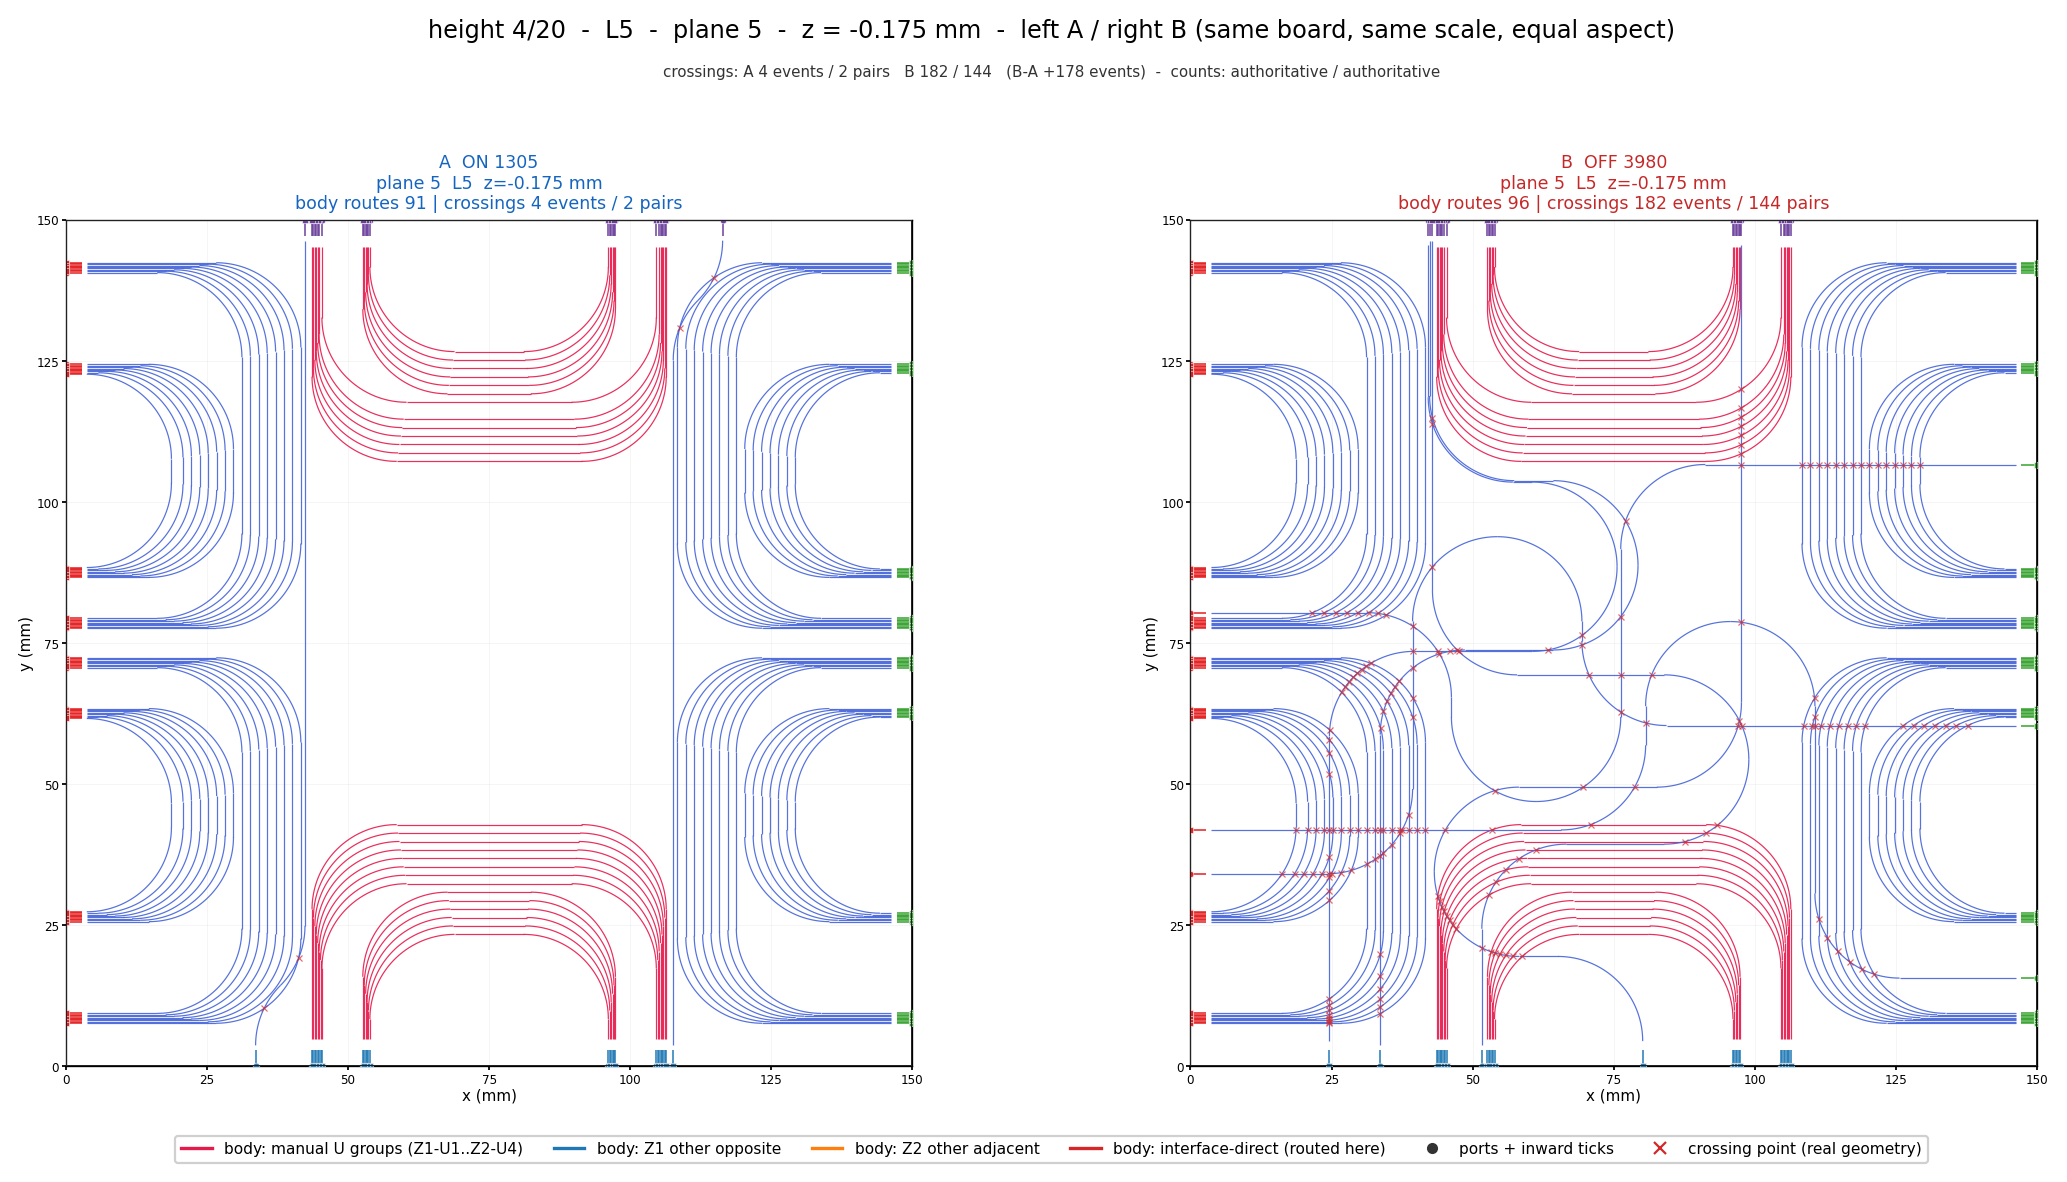 height 4/20  -  L5  -  plane 5  -  z = -0.175 mm  -  left A / right B (same board, same scale, equal aspect)
crossings: A 4 events / 2 pairs   B 182 / 144   (B-A +178 events)  -  counts: authoritative / authoritative
A  ON 1305
plane 5  L5  z=-0.175 mm
body routes 91 | crossings 4 events / 2 pairs
150
125
100
75
50
25
0
y (mm)
0 25 50 75 100 125 150
x (mm)
B  OFF 3980
plane 5  L5  z=-0.175 mm
body routes 96 | crossings 182 events / 144 pairs
150
125
100
75
50
25
0
y (mm)
0 25 50 75 100 125 150
x (mm)
body: manual U groups (Z1-U1..Z2-U4) body: Z1 other opposite body: Z2 other adjacent body: interface-direct (routed here) ports + inward ticks crossing point (real geometry)